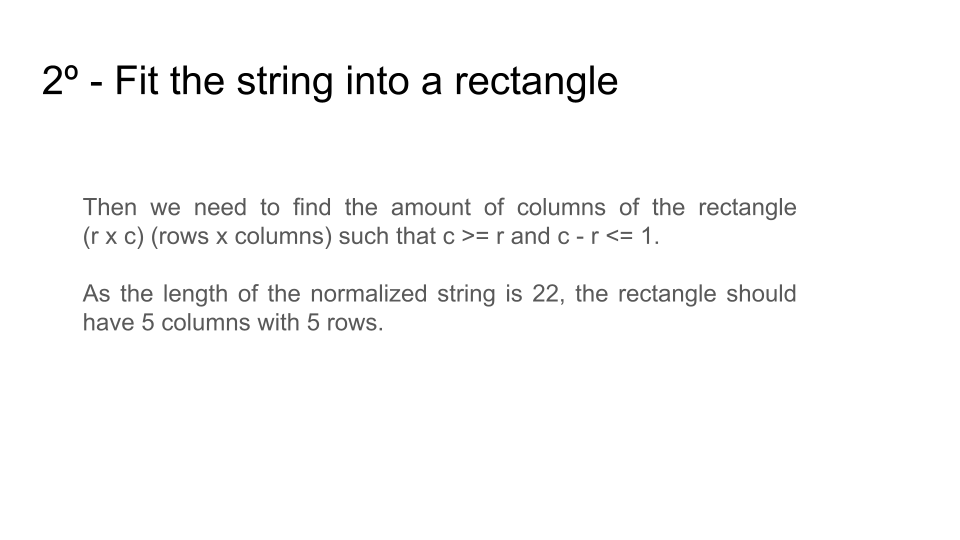 2º - Fit the string into a rectangle
Then we need to find the amount of columns of the rectangle
(r x c) (rows x columns) such that c >= r and c - r <= 1.
As the length of the normalized string is 22, the rectangle should
have 5 columns with 5 rows.